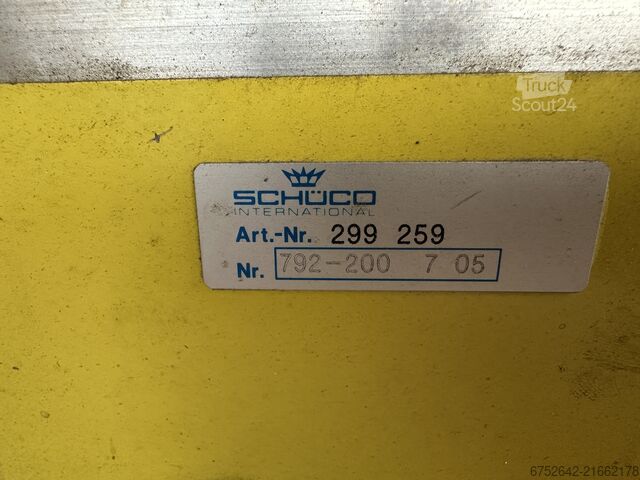 Truck
Scout24
SCHÜCO
INTERNATIONAL
Art.-Nr. 299 259
Nr. 792-200 7 05
6752642-21662178